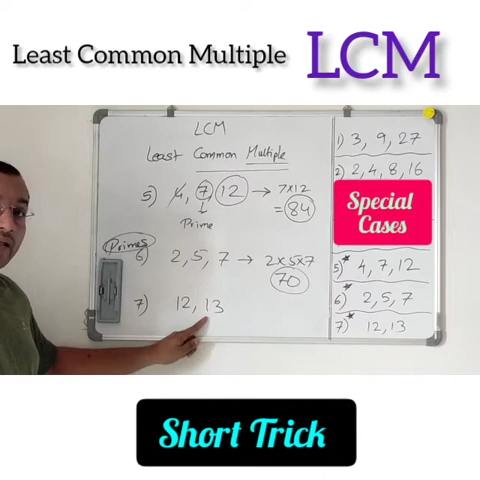 Least Common Multiple LCM
LCM
Least Common Multiple
5) 4, 7, 12 → 7×12
= 84
Prime
Primes
6) 2, 5, 7 → 2×5×7
70
7) 12, 13
1) 3, 9, 27
2) 2, 4, 8, 16
Special
Cases
5)* 4, 7, 12
6)* 2, 5, 7
7)* 12, 13
Short Trick